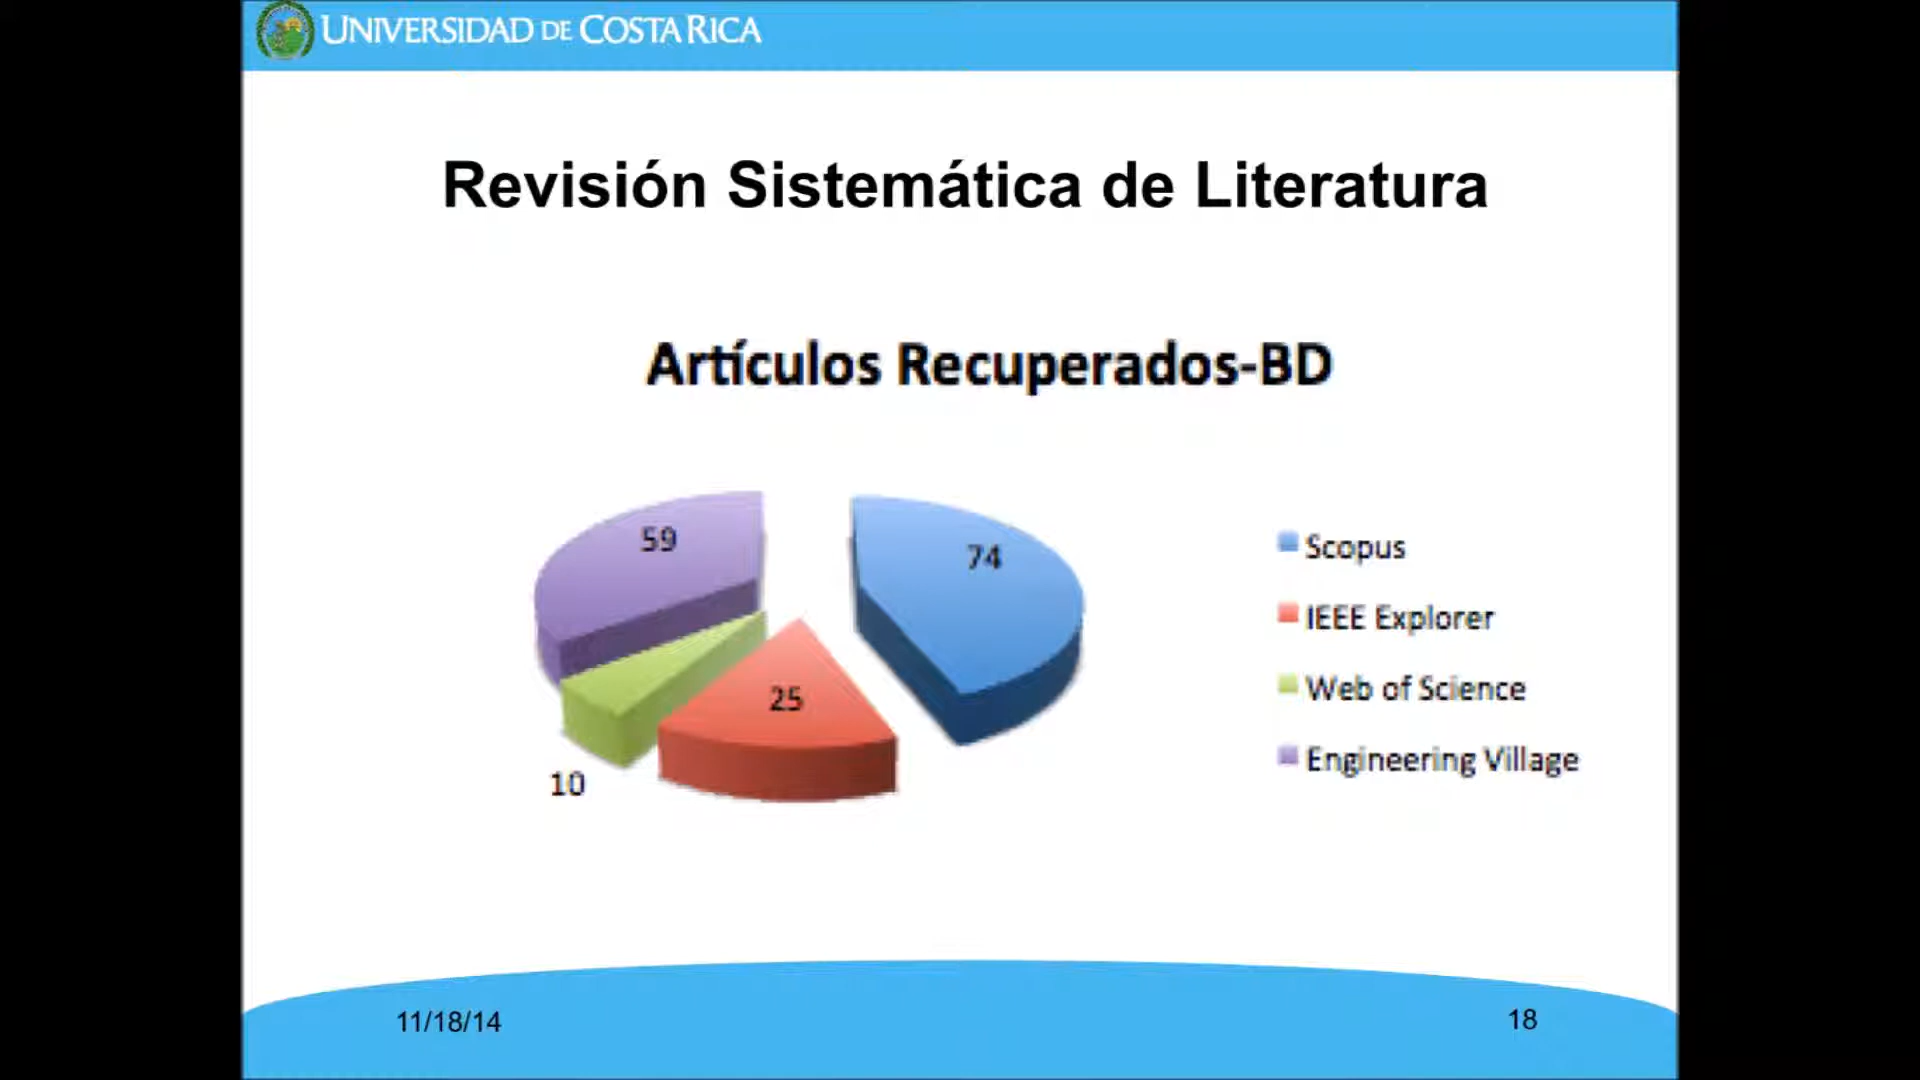 UNIVERSIDAD DE COSTA RICA
Revisión Sistemática de Literatura
Artículos Recuperados-BD
59
74
25
10
Scopus
IEEE Explorer
Web of Science
Engineering Village
11/18/14
18